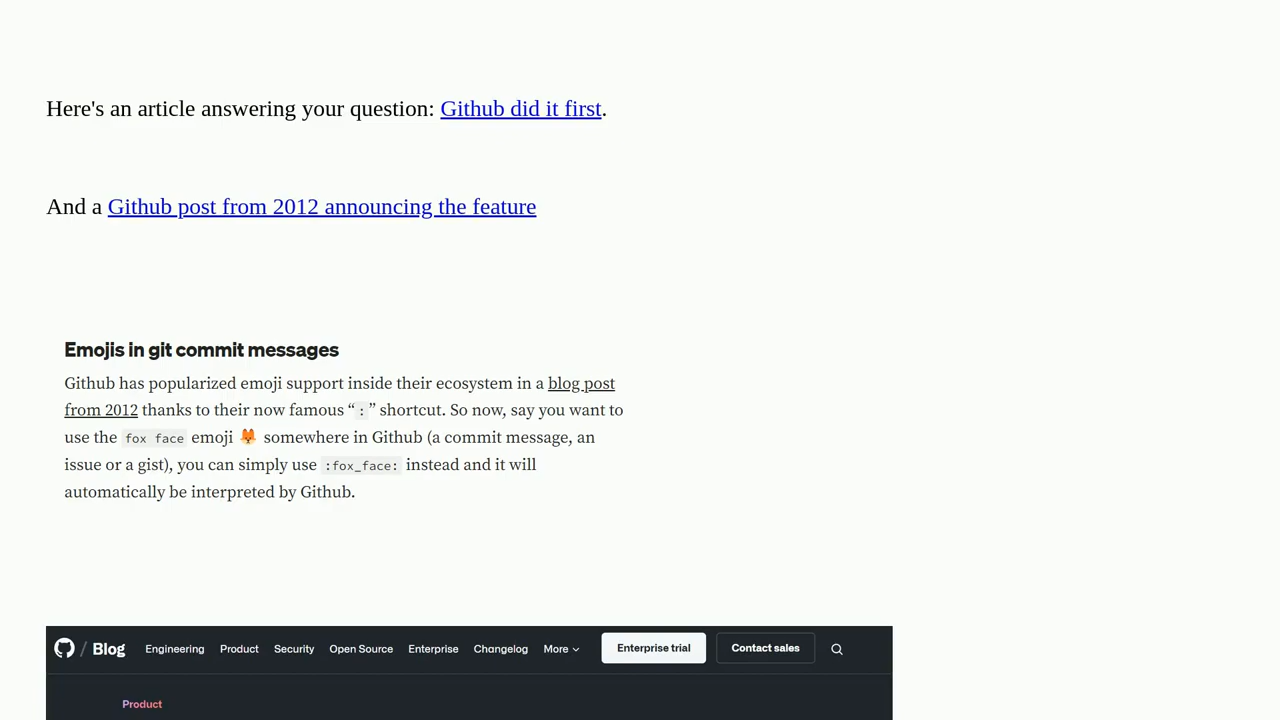 Here's an article answering your question: Github did it first.
And a Github post from 2012 announcing the feature
Emojis in git commit messages
Github has popularized emoji support inside their ecosystem in a blog post
from 2012 thanks to their now famous “:” shortcut. So now, say you want to
use the fox face emoji 🦊 somewhere in Github (a commit message, an
issue or a gist), you can simply use :fox_face: instead and it will
automatically be interpreted by Github.
/ Blog Engineering Product Security Open Source Enterprise Changelog More Enterprise trial Contact sales
Product